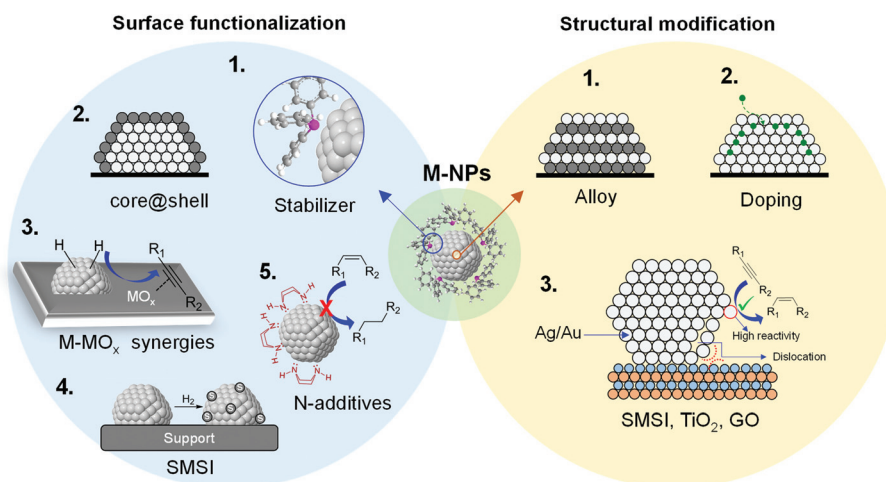 Surface functionalization
Structural modification
1.
Stabilizer
2.
core@shell
3.
H
H
R₁
R₂
MOₓ
M-MOₓ synergies
4.
H₂
S
S
S
S
Support
SMSI
5.
R₁
R₂
X
R₂
R₁
H
N
N
H
N
N
H
N
H
N
H
N-additives
M-NPs
1.
Alloy
2.
Doping
3.
Ag/Au
R₁
R₂
R₁
R₂
High reactivity
Dislocation
SMSI, TiO₂, GO